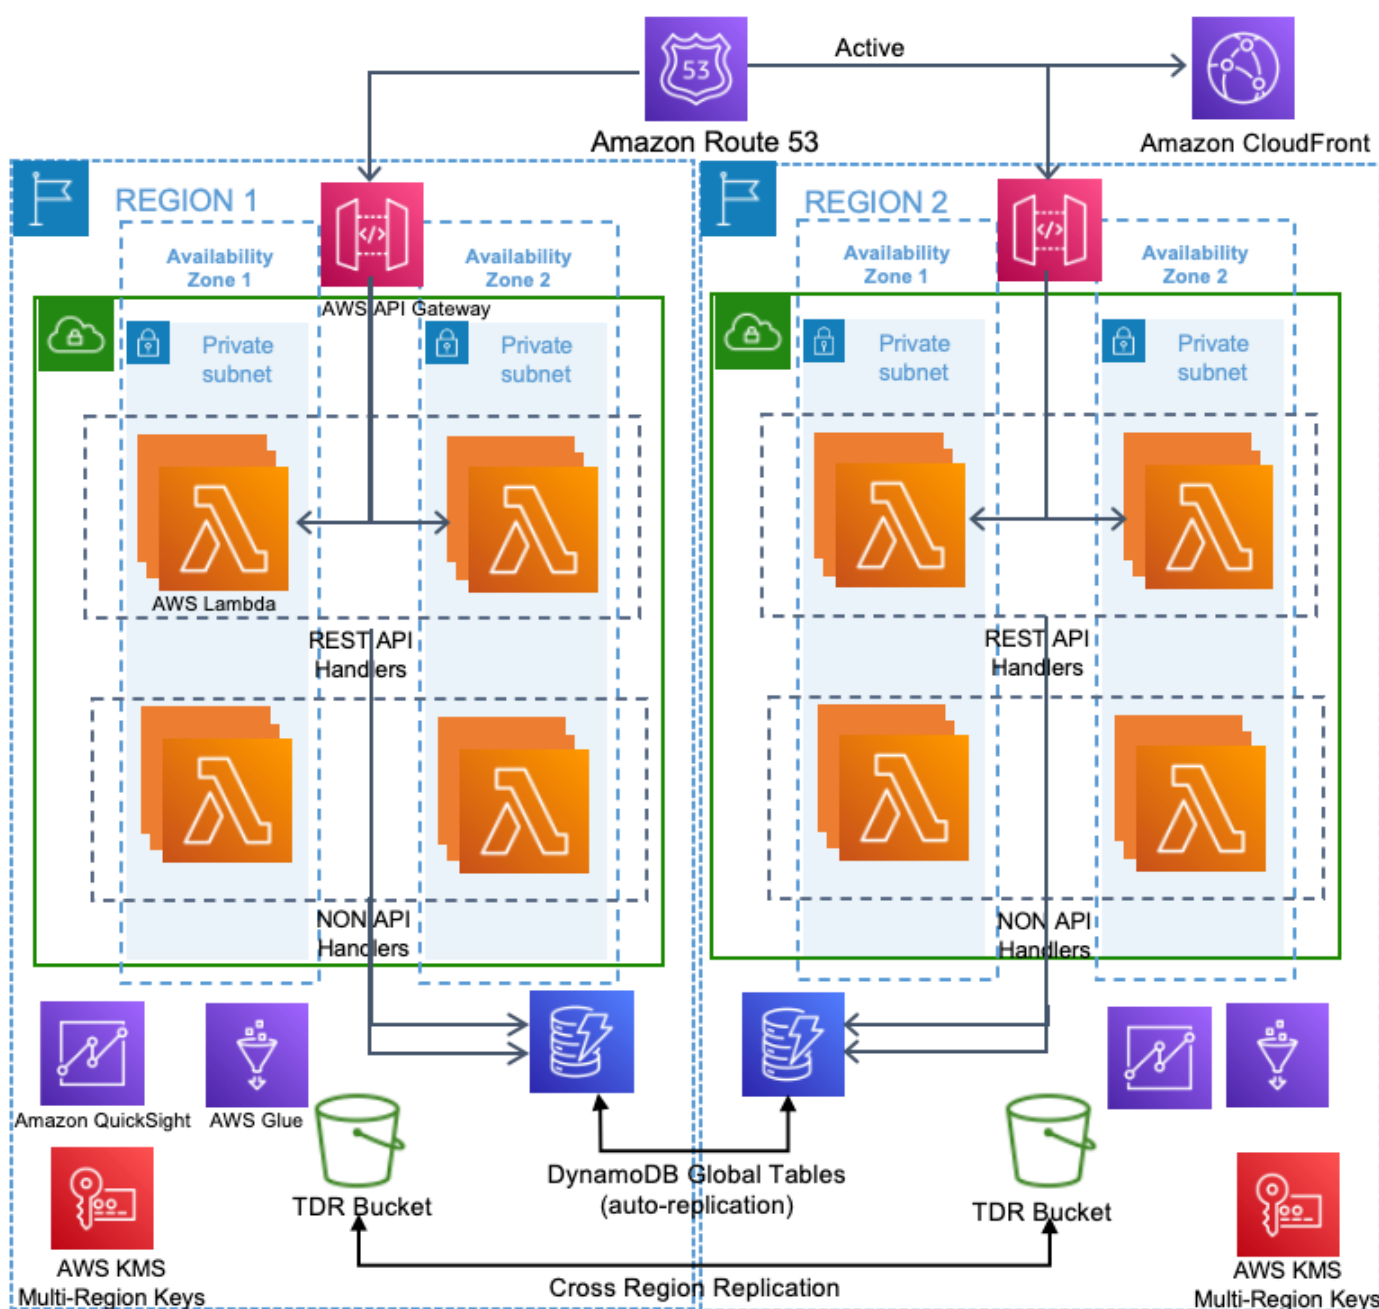 53
Active
Amazon Route 53
Amazon CloudFront
REGION 1
Availability
Zone 1
Availability
Zone 2
</>
AWS API Gateway
Private
subnet
Private
subnet
AWS Lambda
REST API
Handlers
NON API
Handlers
Amazon QuickSight
AWS Glue
TDR Bucket
AWS KMS
Multi-Region Keys
REGION 2
Availability
Zone 1
Availability
Zone 2
</>
Private
subnet
Private
subnet
REST API
Handlers
NON API
Handlers
DynamoDB Global Tables
(auto-replication)
TDR Bucket
Cross Region Replication
AWS KMS
Multi-Region Keys